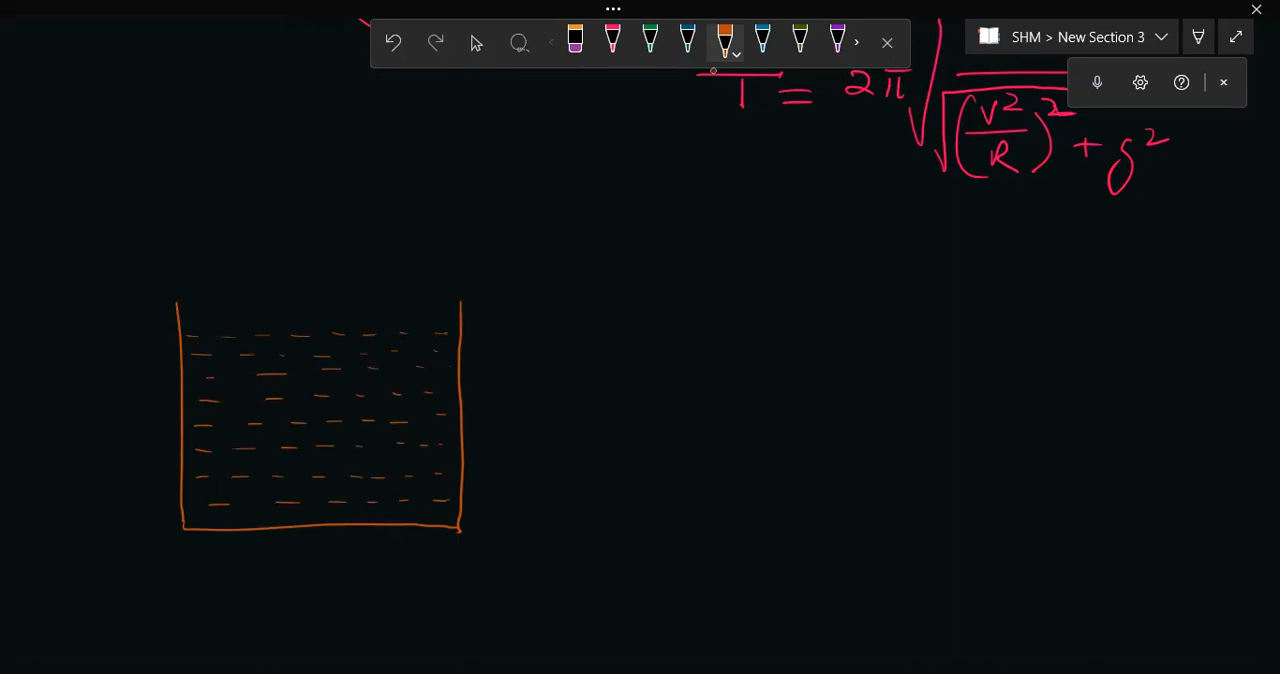 SHM > New Section 3
T = 2π √ √(V²/R)² + g²